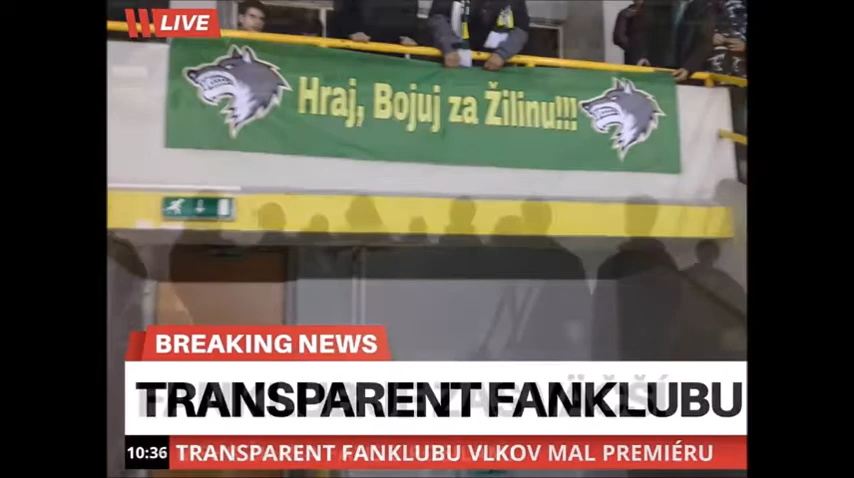 LIVE
Hraj, Bojuj za Žilinu!!!
BREAKING NEWS
TRANSPARENT FANKLUBU
10:36 TRANSPARENT FANKLUBU VLKOV MAL PREMIÉRU